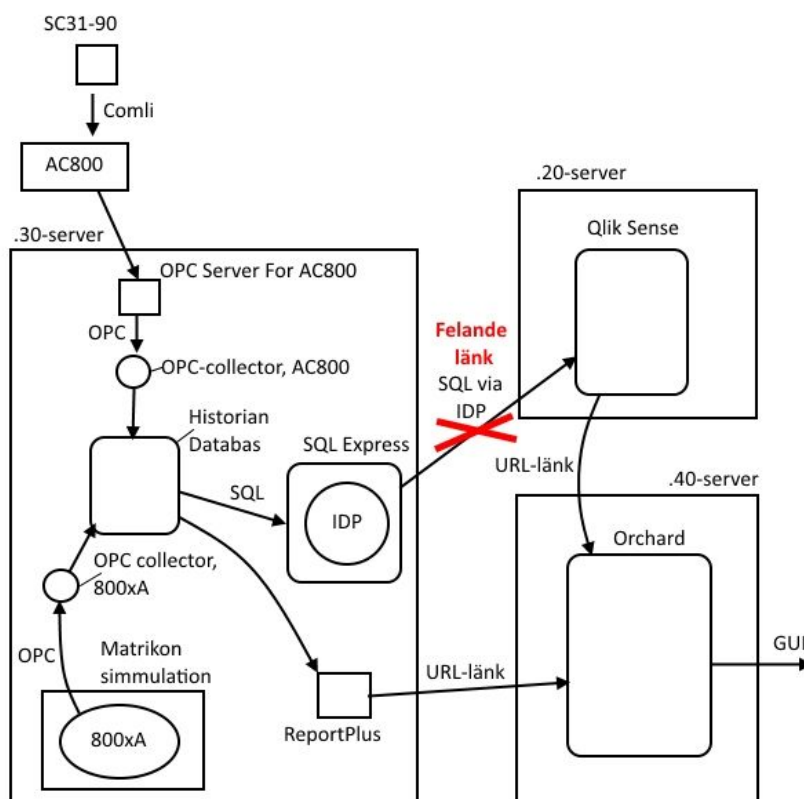 SC31-90
Comli
AC800
.20-server
Qlik Sense
.30-server
OPC Server For AC800
OPC
Felande
länk
SQL via
IDP
OPC-collector, AC800
Historian
Databas
SQL Express
SQL
IDP
URL-länk
.40-server
Orchard
OPC collector,
800xA
OPC
Matrikon
simmulation
800xA
URL-länk
ReportPlus
GUI